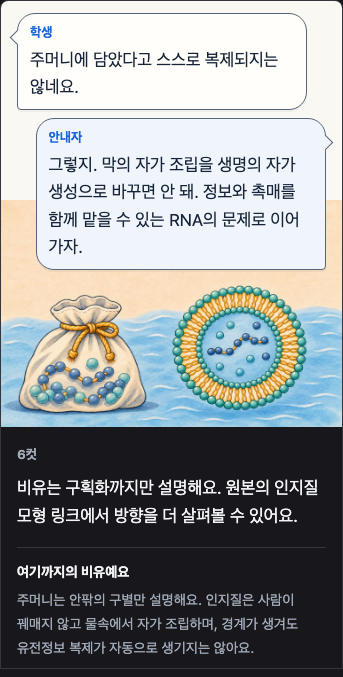 학생
주머니에 담았다고 스스로 복제되지는
않네요.
안내자
그렇지. 막의 자가 조립을 생명의 자가
생성으로 바꾸면 안 돼. 정보와 촉매를
함께 맡을 수 있는 RNA의 문제로 이어
가자.
6컷
비유는 구획화까지만 설명해요. 원본의 인지질
모형 링크에서 방향을 더 살펴볼 수 있어요.
여기까지의 비유예요
주머니는 안팎의 구별만 설명해요. 인지질은 사람이
꿰매지 않고 물속에서 자가 조립하며, 경계가 생겨도
유전정보 복제가 자동으로 생기지는 않아요.